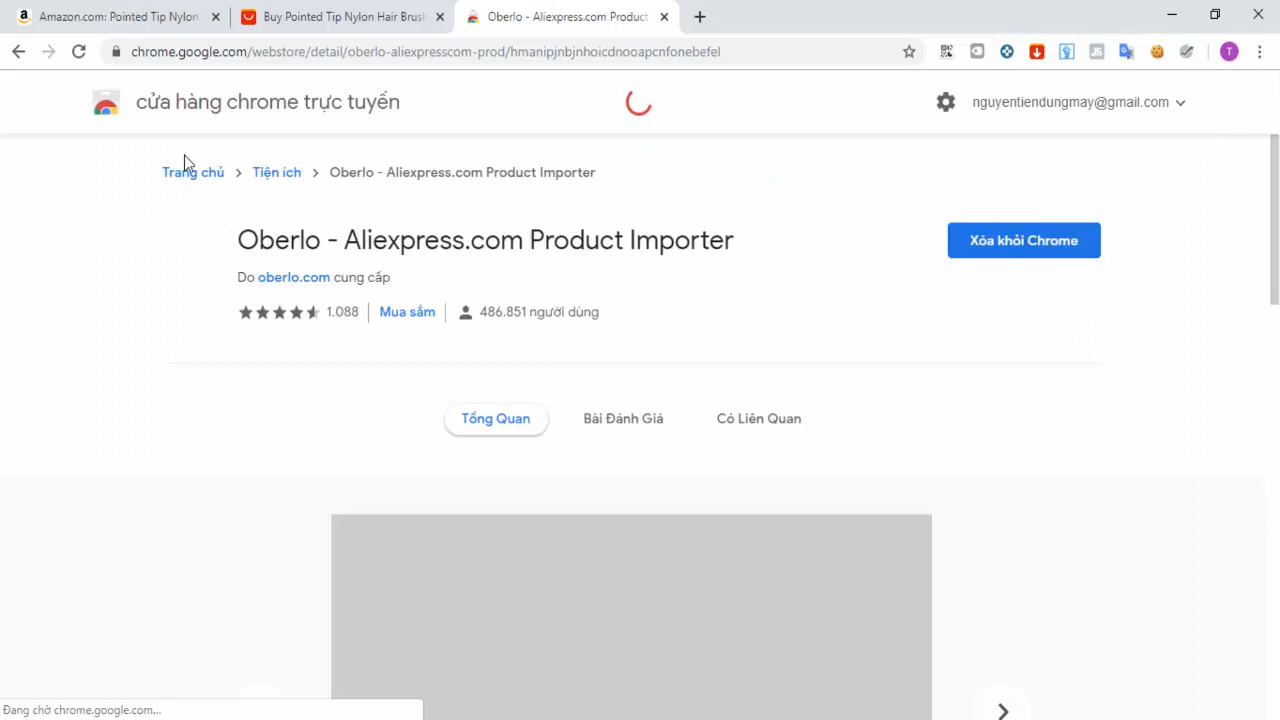 Amazon.com: Pointed Tip Nylon
Buy Pointed Tip Nylon Hair Brush
Oberlo - Aliexpress.com Product
chrome.google.com/webstore/detail/oberlo-aliexpresscom-prod/hmanipjnbjnhoicdnooapcnfonebefel
JS
T
cửa hàng chrome trực tuyến
nguyentiendungmay@gmail.com
Trang chủ > Tiện ích > Oberlo - Aliexpress.com Product Importer
Oberlo - Aliexpress.com Product Importer
Xóa khỏi Chrome
Do oberlo.com cung cấp
1.088 | Mua sắm | 486.851 người dùng
Tổng Quan
Bài Đánh Giá
Có Liên Quan
Đang chờ chrome.google.com...